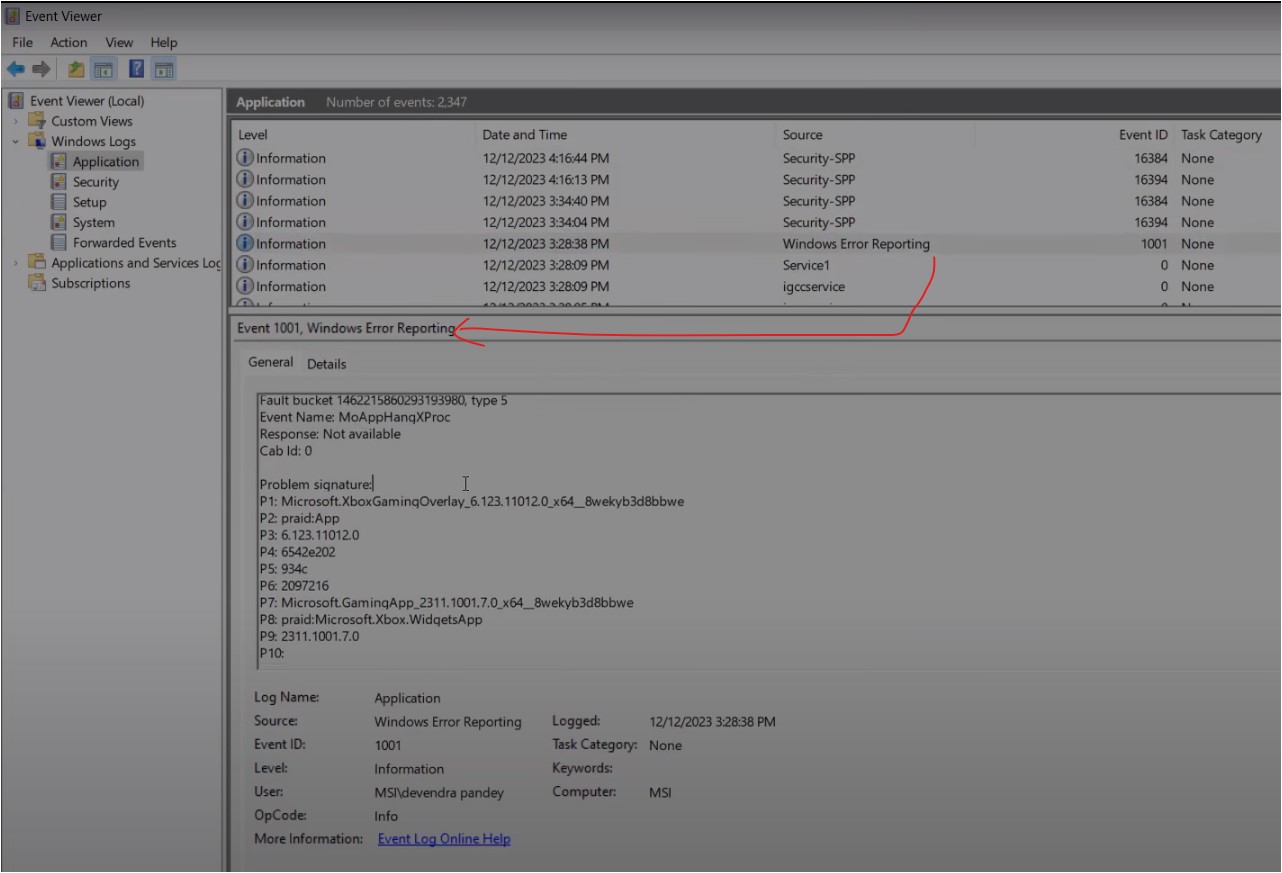 Event Viewer
File Action View Help
Event Viewer (Local)
Custom Views
Windows Logs
Application
Security
Setup
System
Forwarded Events
Applications and Services Log
Subscriptions
Application Number of events: 2,347
Level Date and Time Source Event ID Task Category
Information 12/12/2023 4:16:44 PM Security-SPP 16384 None
Information 12/12/2023 4:16:13 PM Security-SPP 16394 None
Information 12/12/2023 3:34:40 PM Security-SPP 16384 None
Information 12/12/2023 3:34:04 PM Security-SPP 16394 None
Information 12/12/2023 3:28:38 PM Windows Error Reporting 1001 None
Information 12/12/2023 3:28:09 PM Service1 0 None
Information 12/12/2023 3:28:09 PM igccservice 0 None
Event 1001, Windows Error Reporting
General Details
Fault bucket 1462215860293193980, type 5
Event Name: MoAppHangXProc
Response: Not available
Cab Id: 0
Problem signature:
P1: Microsoft.XboxGamingOverlay_6.123.11012.0_x64__8wekyb3d8bbwe
P2: praid:App
P3: 6.123.11012.0
P4: 6542e202
P5: 934c
P6: 2097216
P7: Microsoft.GamingApp_2311.1001.7.0_x64__8wekyb3d8bbwe
P8: praid:Microsoft.Xbox.WidgetsApp
P9: 2311.1001.7.0
P10:
Log Name: Application
Source: Windows Error Reporting Logged: 12/12/2023 3:28:38 PM
Event ID: 1001 Task Category: None
Level: Information Keywords:
User: MSI\devendra pandey Computer: MSI
OpCode: Info
More Information: Event Log Online Help